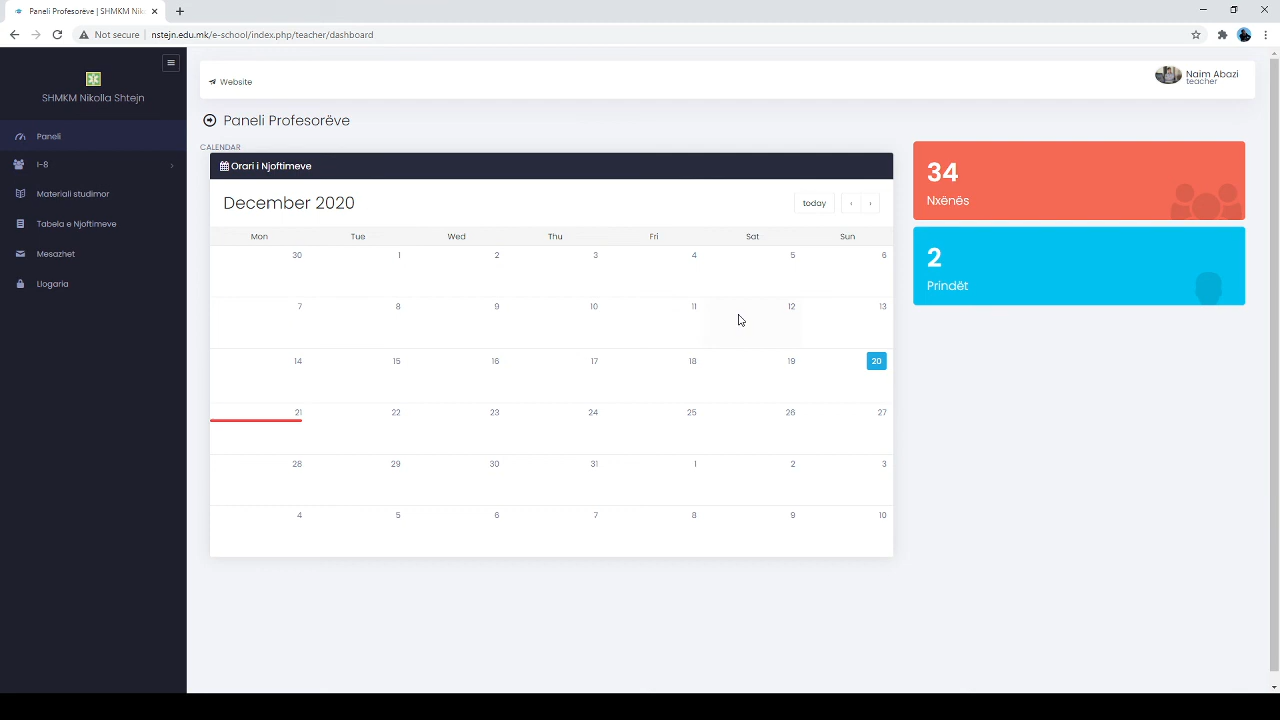 Paneli Profesorëve | SHMKM Niko
Not secure
nstejn.edu.mk/e-school/index.php/teacher/dashboard
SHMKM Nikolla Shtejn
Paneli
I-8
Materiali studimor
Tabela e Njoftimeve
Mesazhet
Llogaria
Website
Naim Abazi
teacher
Paneli Profesorëve
CALENDAR
Orari i Njoftimeve
December 2020
today
Mon Tue Wed Thu Fri Sat Sun
30 1 2 3 4 5 6
7 8 9 10 11 12 13
14 15 16 17 18 19 20
21 22 23 24 25 26 27
28 29 30 31 1 2 3
4 5 6 7 8 9 10
34
Nxënës
2
Prindët